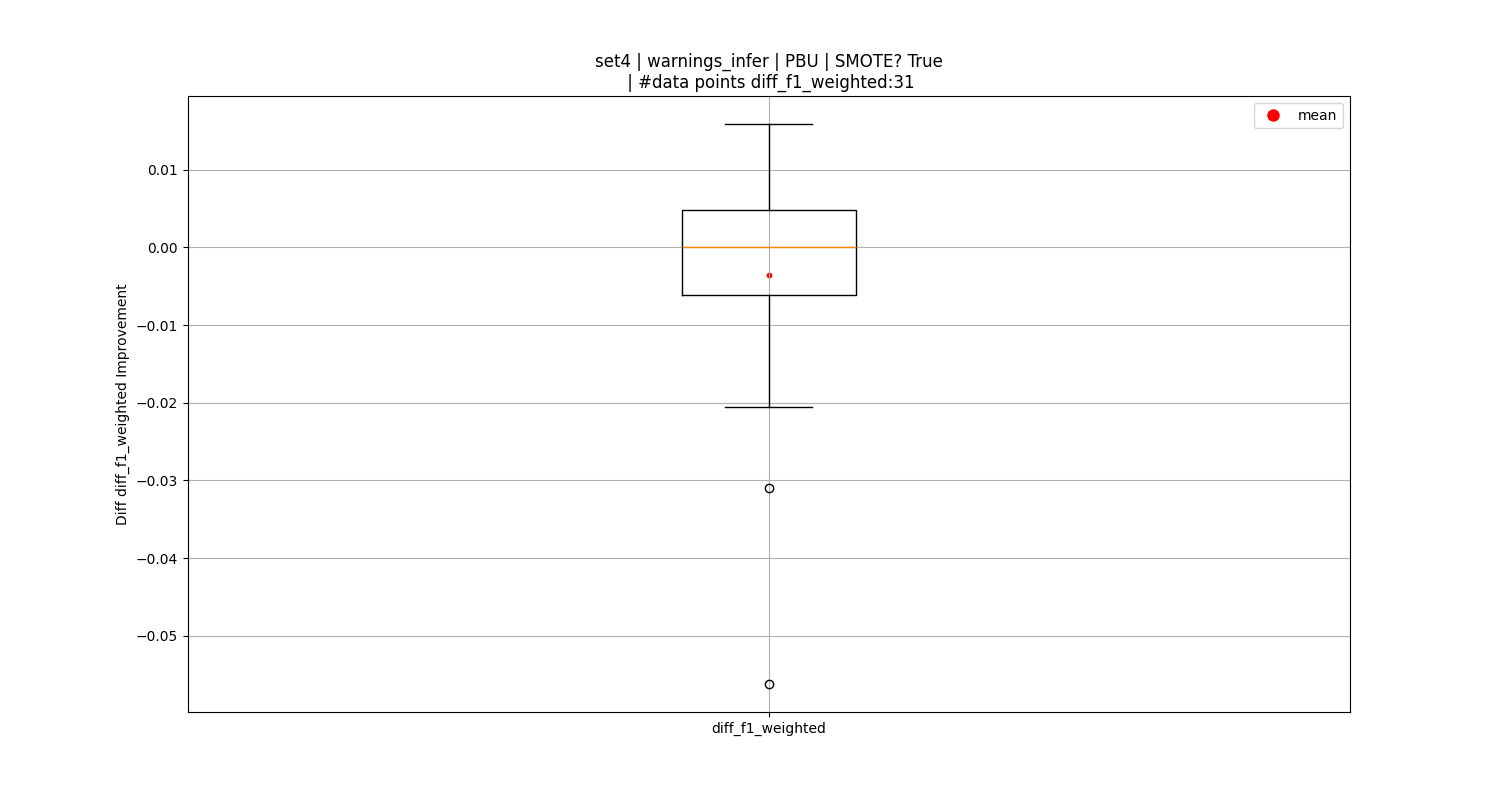 set4 | warnings_infer | PBU | SMOTE? True
| #data points diff_f1_weighted:31
mean
0.01
0.00
−0.01
−0.02
−0.03
−0.04
−0.05
Diff diff_f1_weighted Improvement
diff_f1_weighted